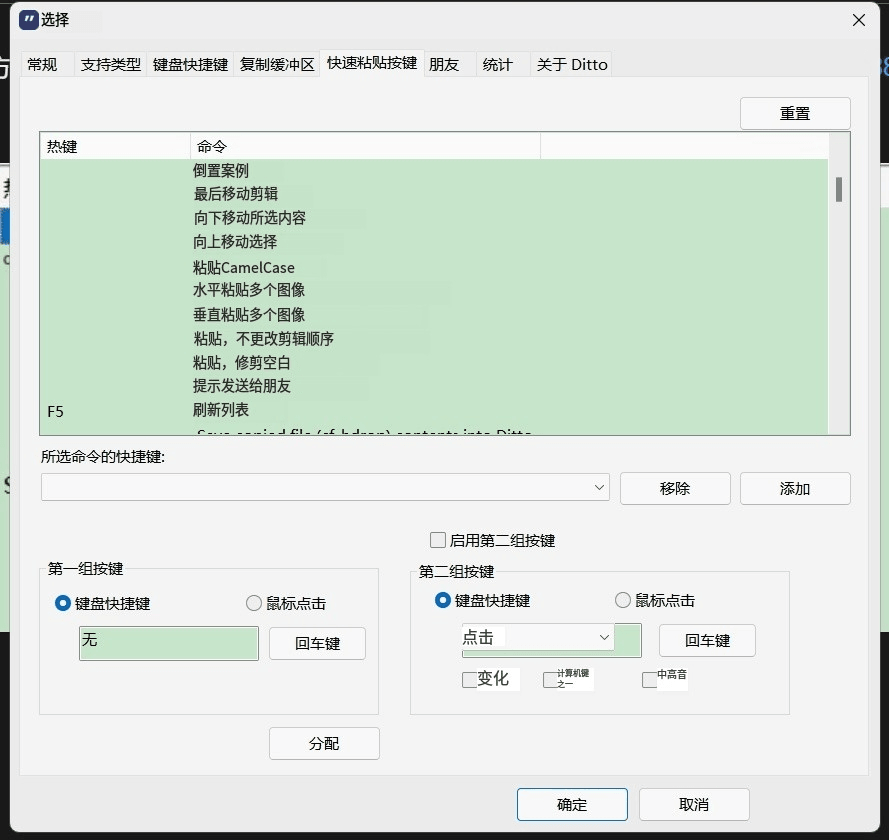 选择
常规 支持类型 键盘快捷键 复制缓冲区 快速粘贴按键 朋友 统计 关于 Ditto
重置
热键 命令
倒置案例
最后移动剪辑
向下移动所选内容
向上移动选择
粘贴CamelCase
水平粘贴多个图像
垂直粘贴多个图像
粘贴，不更改剪辑顺序
粘贴，修剪空白
提示发送给朋友
F5 刷新列表
Save copied file (cf_hdrop) contents into Ditto
所选命令的快捷键:
移除 添加
启用第二组按键
第一组按键
键盘快捷键 鼠标点击
无 回车键
第二组按键
键盘快捷键 鼠标点击
点击 回车键
变化 计算机键之一 中高音
分配
确定 取消